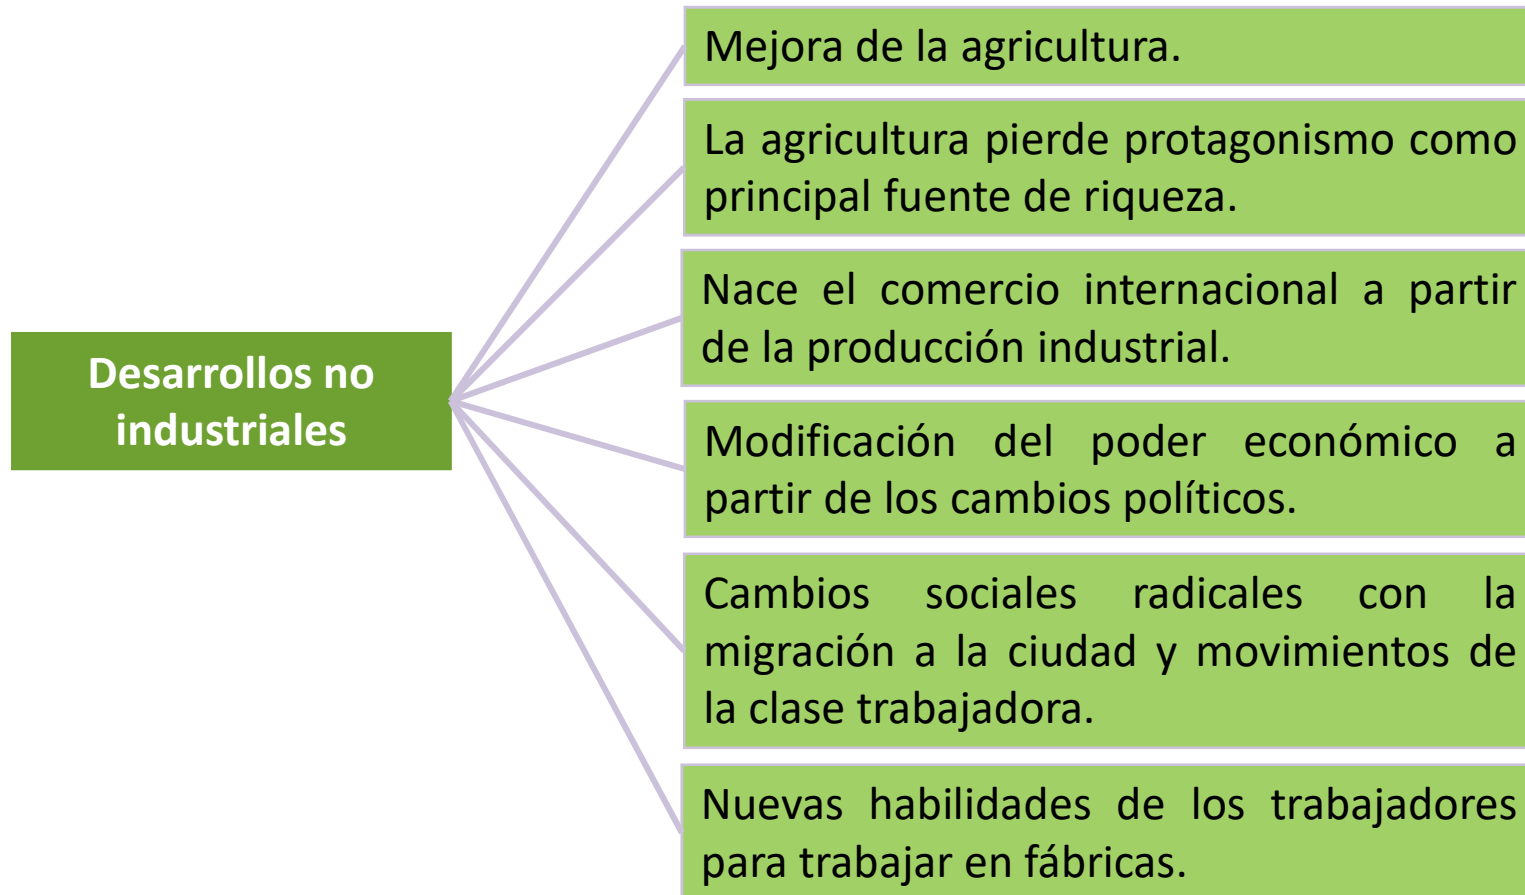 Desarrollos no
industriales
Mejora de la agricultura.
La agricultura pierde protagonismo como
principal fuente de riqueza.
Nace el comercio internacional a partir
de la producción industrial.
Modificación del poder económico a
partir de los cambios políticos.
Cambios sociales radicales con la
migración a la ciudad y movimientos de
la clase trabajadora.
Nuevas habilidades de los trabajadores
para trabajar en fábricas.